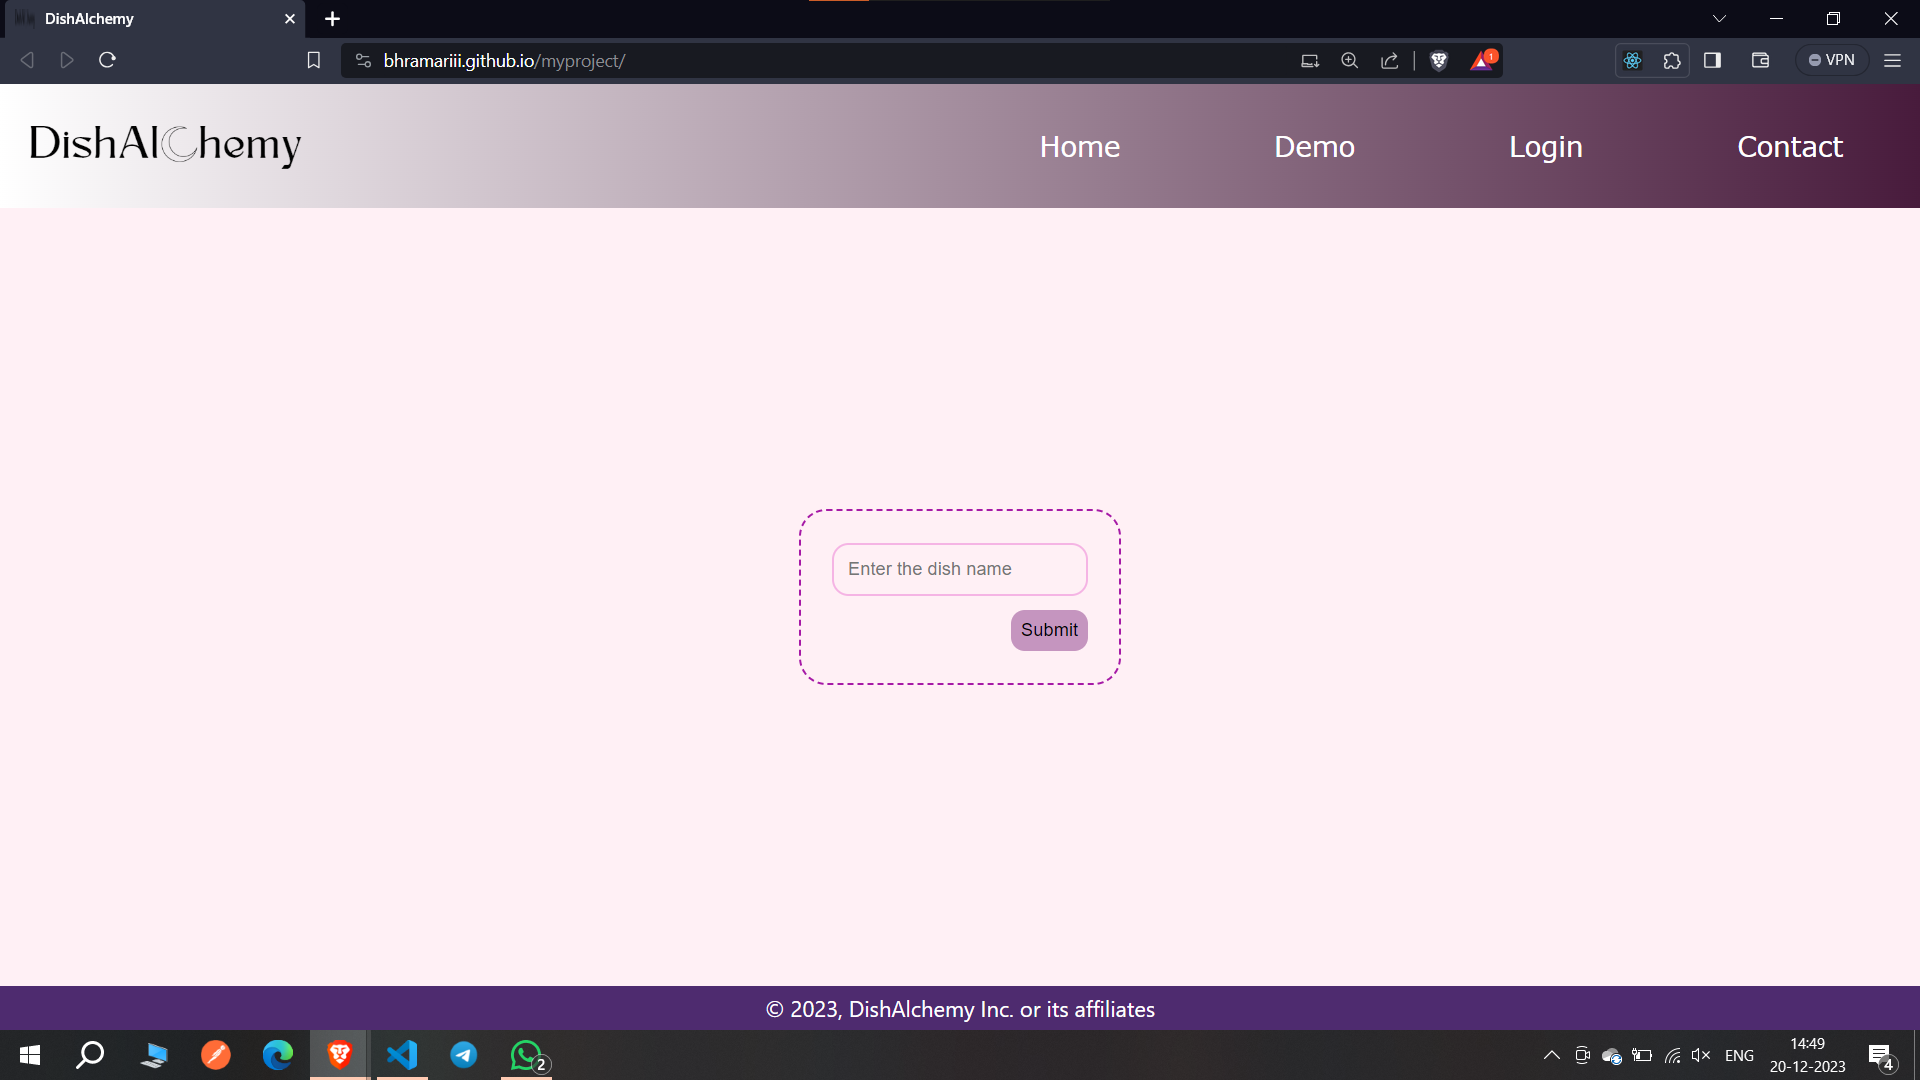 DishAlchemy
bhramariii.github.io/myproject/
1
VPN
DishAlChemy
Home
Demo
Login
Contact
Enter the dish name
Submit
© 2023, DishAlchemy Inc. or its affiliates
2
ENG
14:49
20-12-2023
4